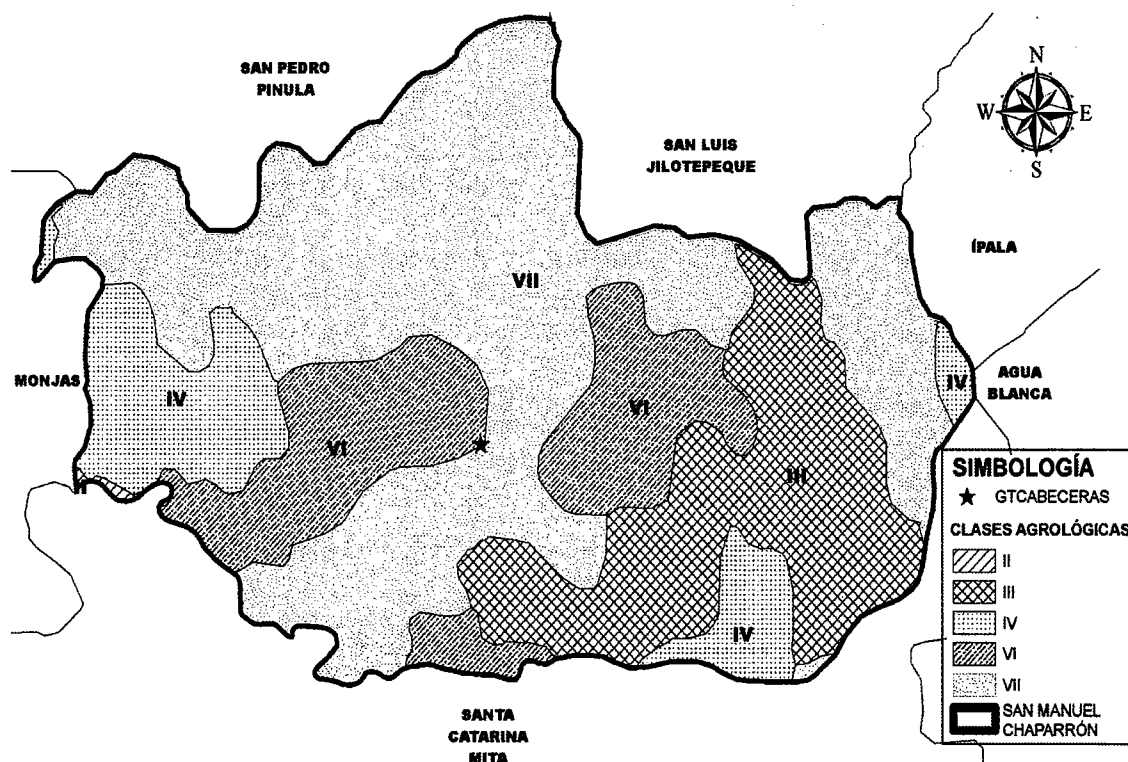 SAN PEDRO
PINULA
N
W
E
S
SAN LUIS
JILOTEPEQUE
ÍPALA
VII
MONJAS
IV
VI
VI
IV
AGUA
BLANCA
II
III
IV
SANTA
CATARINA
MITA
SIMBOLOGÍA
GTCABECERAS
CLASES AGROLÓGICAS
II
III
IV
VI
VII
SAN MANUEL
CHAPARRÓN